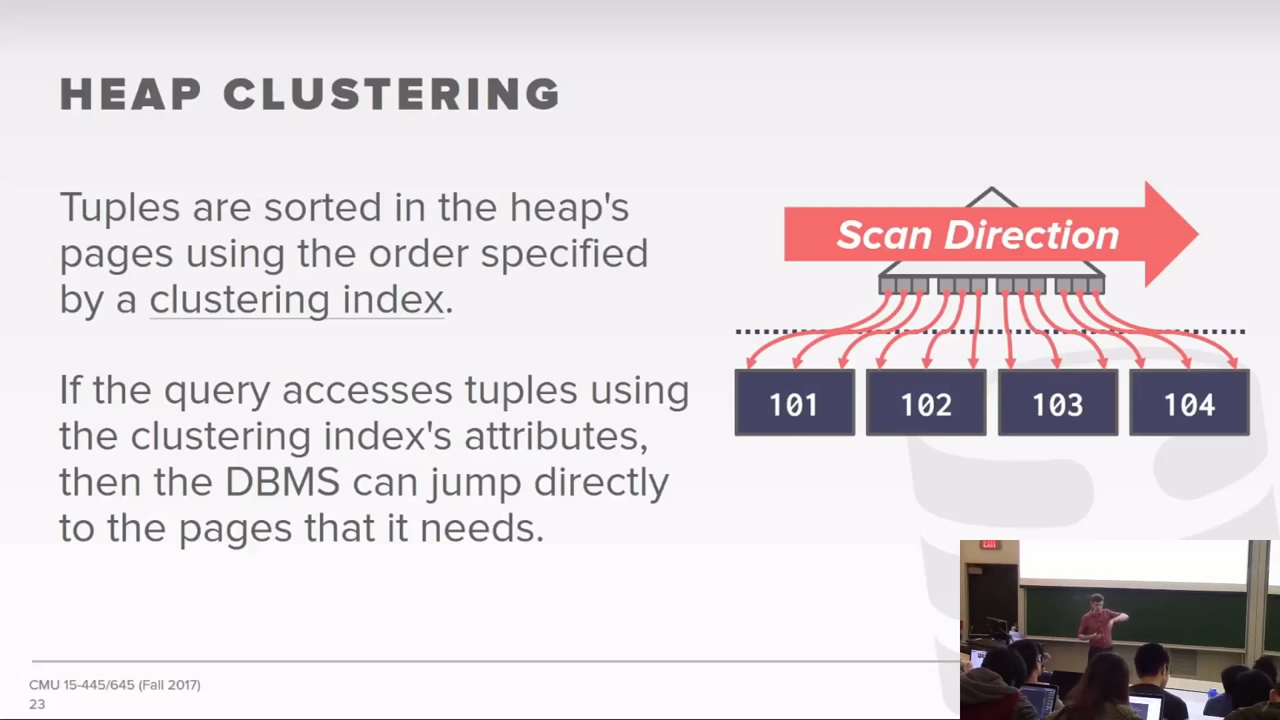 HEAP CLUSTERING
Tuples are sorted in the heap's
pages using the order specified
by a clustering index.
If the query accesses tuples using
the clustering index's attributes,
then the DBMS can jump directly
to the pages that it needs.
Scan Direction
101 102 103 104
CMU 15-445/645 (Fall 2017)
23
EXIT